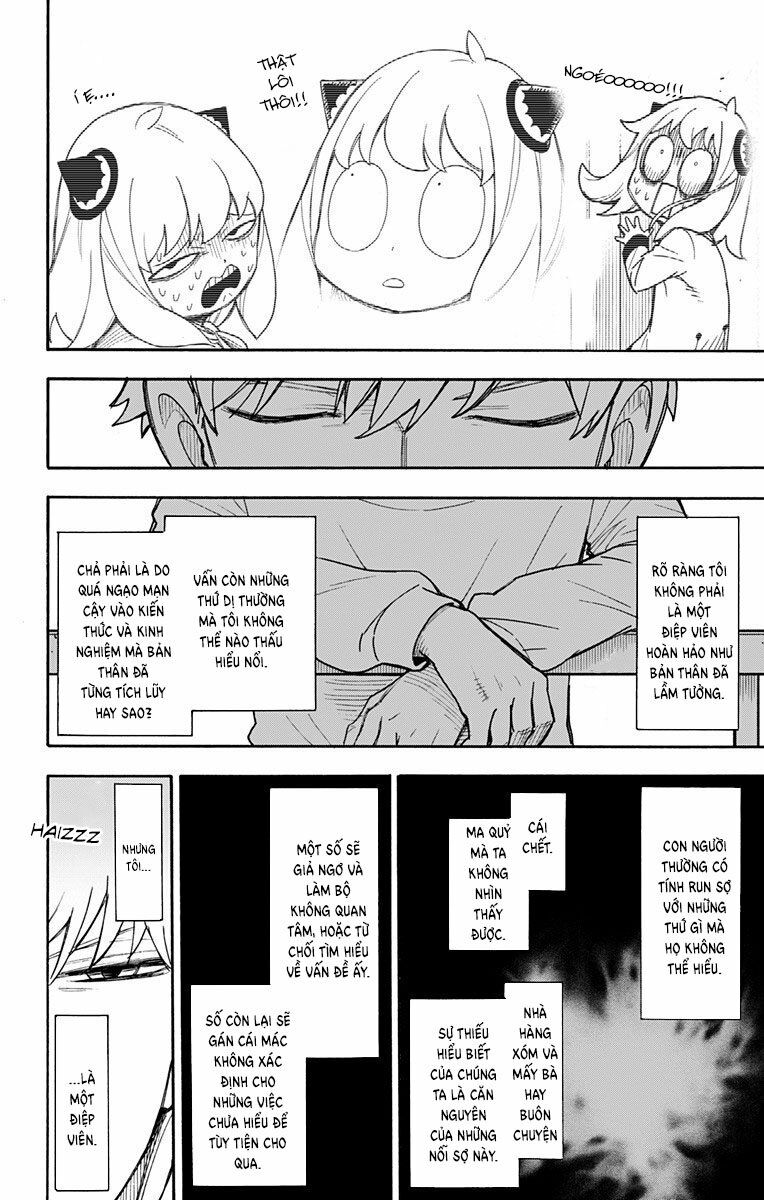 NGOÉOOOOOO!!!
THẬT
LÔI
THÔI!!
ÍE....
RÕ RÀNG TÔI
KHÔNG PHẢI
LÀ MỘT
ĐIỆP VIÊN
HOÀN HẢO NHƯ
BẢN THÂN ĐÃ
LẦM TƯỞNG.
VẪN CÒN NHỮNG
THỨ DỊ THƯỜNG
MÀ TÔI KHÔNG
THỂ NÀO THẤU
HIỂU NỔI.
CHẢ PHẢI LÀ DO
QUÁ NGẠO MẠN
CẬY VÀO KIẾN
THỨC VÀ KINH
NGHIỆM MÀ BẢN
THÂN ĐÃ
TỪNG TÍCH LŨY
HAY SAO?
CON NGƯỜI
THƯỜNG CÓ
TÍNH RUN SỢ
VỚI NHỮNG
THỨ GÌ MÀ
HỌ KHÔNG
THỂ HIỂU.
CÁI
CHẾT.
MA QUỶ
MÀ TA
KHÔNG
NHÌN
THẤY
ĐƯỢC.
NHÀ
HÀNG
XÓM VÀ
MẤY BÀ
HAY
BUÔN
CHUYỆN
SỰ THIẾU
HIỂU BIẾT
CỦA CHÚNG
TA LÀ CĂN
NGUYÊN
CỦA NHỮNG
NỖI SỢ NÀY.
MỘT SỐ SẼ
GIẢ NGƠ VÀ
LÀM BỘ
KHÔNG QUAN
TÂM, HOẶC TỪ
CHỐI TÌM HIỂU
VỀ VẤN ĐỀ ẤY.
SỐ CÒN LẠI SẼ
GÁN CÁI MÁC
KHÔNG XÁC
ĐỊNH CHO
NHỮNG VIỆC
CHƯA HIỂU ĐỂ
TÙY TIỆN CHO
QUA.
HAIZZZ
NHƯNG
TÔI...
...LÀ
MỘT
ĐIỆP
VIÊN.